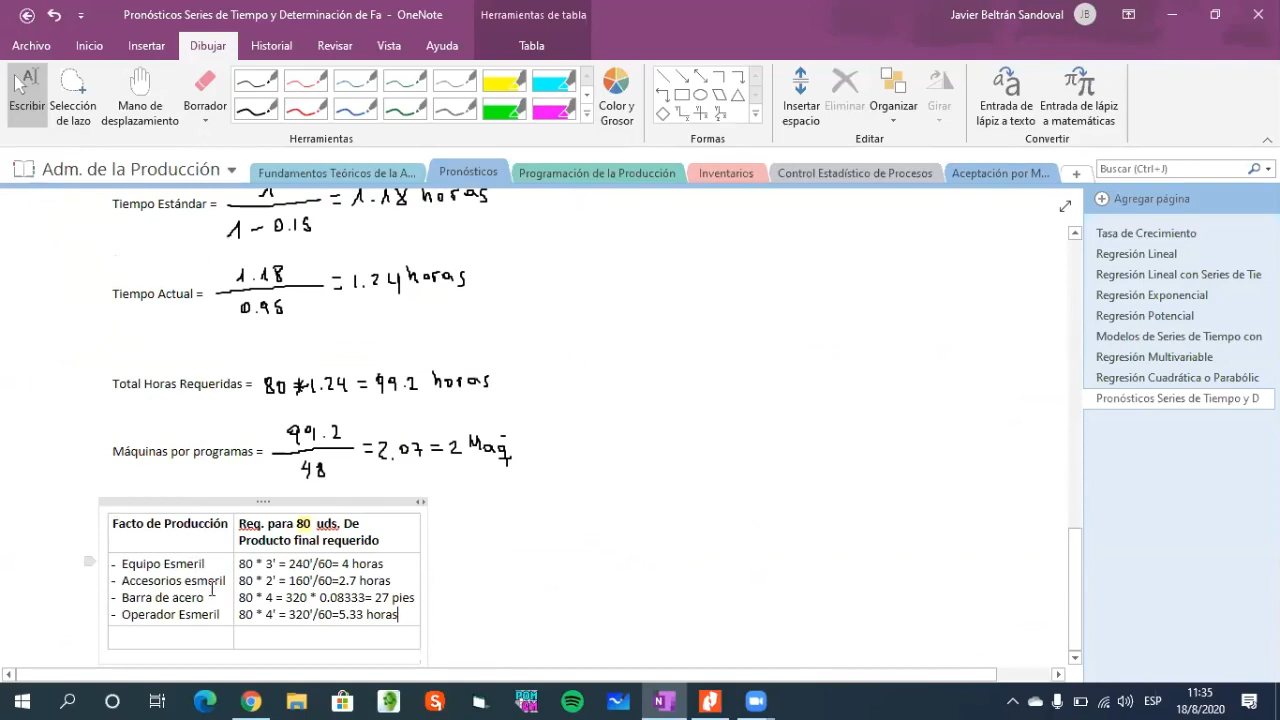 Pronósticos Series de Tiempo y Determinación de Fa - OneNote
Herramientas de tabla
Javier Beltrán Sandoval
JB
Archivo
Inicio
Insertar
Dibujar
Historial
Revisar
Vista
Ayuda
Tabla
Escribir
Selección de lazo
Mano de desplazamiento
Borrador
Color y Grosor
Insertar espacio
Eliminar
Organizar
Girar
Entrada de lápiz a texto
Entrada de lápiz a matemáticas
Herramientas
Formas
Editar
Convertir
Adm. de la Producción
Fundamentos Teóricos de la A...
Pronósticos
Programación de la Producción
Inventarios
Control Estadístico de Procesos
Aceptación por M...
Buscar (Ctrl+J)
Agregar página
Tasa de Crecimiento
Regresión Lineal
Regresión Lineal con Series de Tie
Regresión Exponencial
Regresión Potencial
Modelos de Series de Tiempo con
Regresión Multivariable
Regresión Cuadrática o Parabólic
Pronósticos Series de Tiempo y D
1
Tiempo Estándar = = 1.18 horas
1 - 0.15
1.18
Tiempo Actual = = 1.24 horas
0.95
Total Horas Requeridas = 80 * 1.24 = 99.2 horas
99.2
Máquinas por programas = = 2.07 = 2 Maq
48
Facto de Producción
Req. para 80 uds. De
Producto final requerido
- Equipo Esmeril 80 * 3' = 240'/60= 4 horas
- Accesorios esmeril 80 * 2' = 160'/60=2.7 horas
- Barra de acero 80 * 4 = 320 * 0.08333= 27 pies
- Operador Esmeril 80 * 4' = 320'/60=5.33 horas
ESP
11:35
18/8/2020